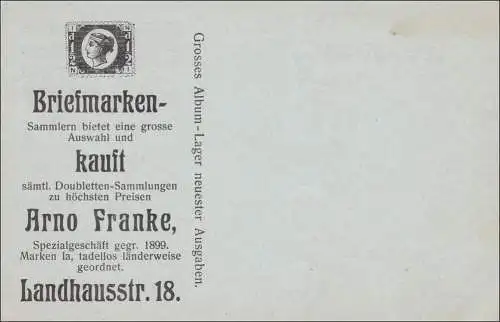 Briefmarken-
Sammlern bietet eine grosse
Auswahl und
kauft
sämtl. Doubletten-Sammlungen
zu höchsten Preisen
Arno Franke,
Spezialgeschäft gegr. 1899.
Marken Ia, tadellos länderweise
geordnet.
Landhausstr. 18.
Grosses Album-Lager neuester Ausgaben.